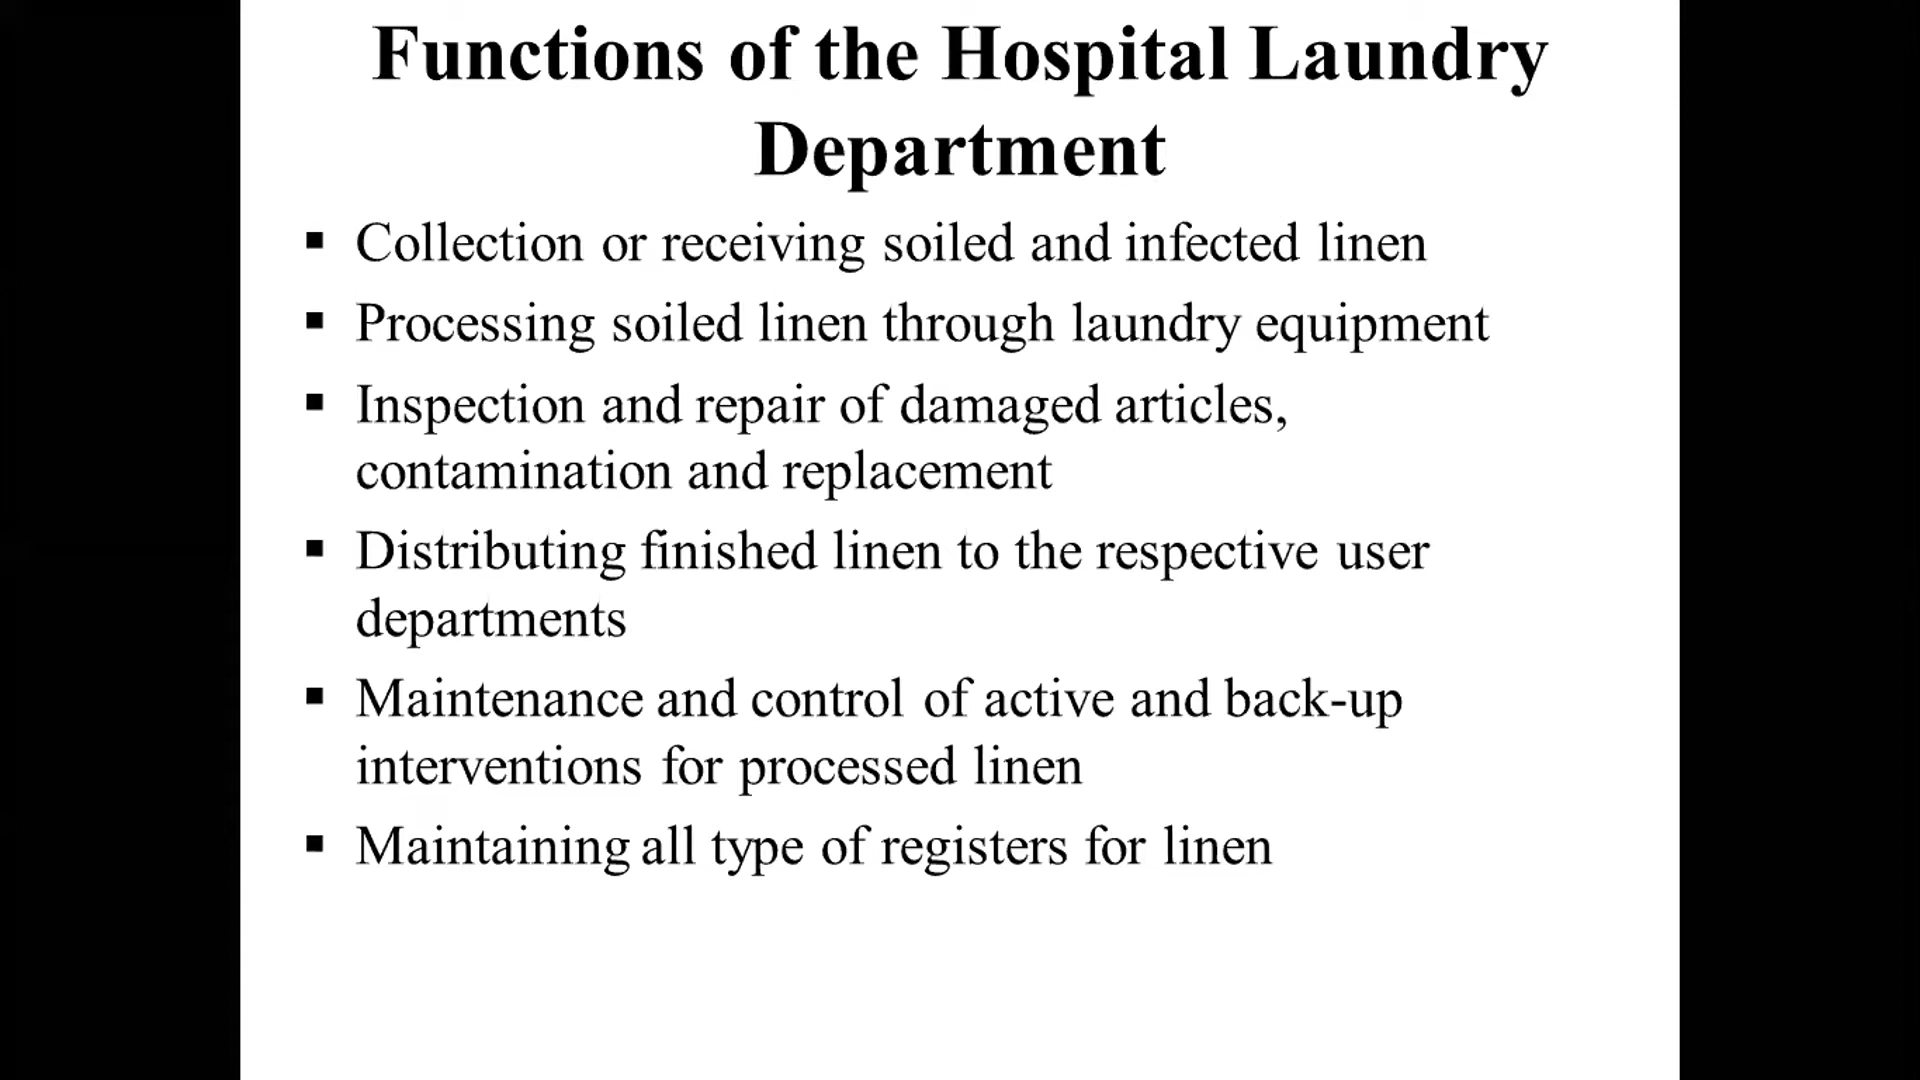 Functions of the Hospital Laundry
Department
▪ Collection or receiving soiled and infected linen
▪ Processing soiled linen through laundry equipment
▪ Inspection and repair of damaged articles,
contamination and replacement
▪ Distributing finished linen to the respective user
departments
▪ Maintenance and control of active and back-up
interventions for processed linen
▪ Maintaining all type of registers for linen